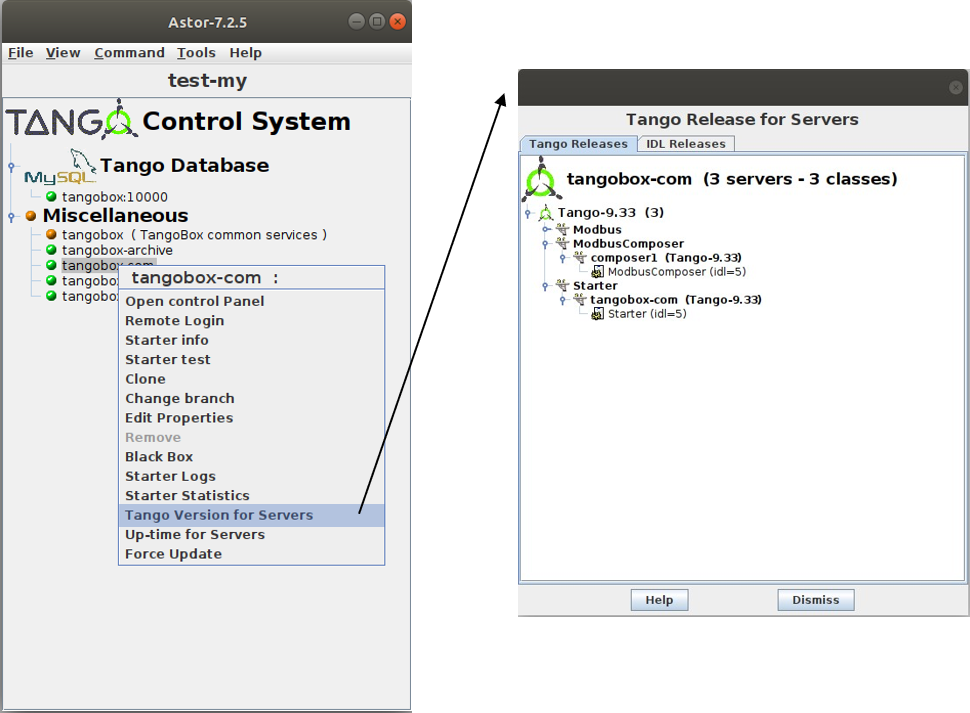 Astor-7.2.5
File View Command Tools Help
test-my
TANGO Control System
MySQL Tango Database
tangobox:10000
Miscellaneous
tangobox ( TangoBox common services )
tangobox-archive
tangobox-com
tangobo
tangobo
tangobox-com :
Open control Panel
Remote Login
Starter info
Starter test
Clone
Change branch
Edit Properties
Remove
Black Box
Starter Logs
Starter Statistics
Tango Version for Servers
Up-time for Servers
Force Update
Tango Release for Servers
Tango Releases IDL Releases
tangobox-com (3 servers - 3 classes)
Tango-9.33 (3)
Modbus
ModbusComposer
composer1 (Tango-9.33)
ModbusComposer (idl=5)
Starter
tangobox-com (Tango-9.33)
Starter (idl=5)
Help Dismiss